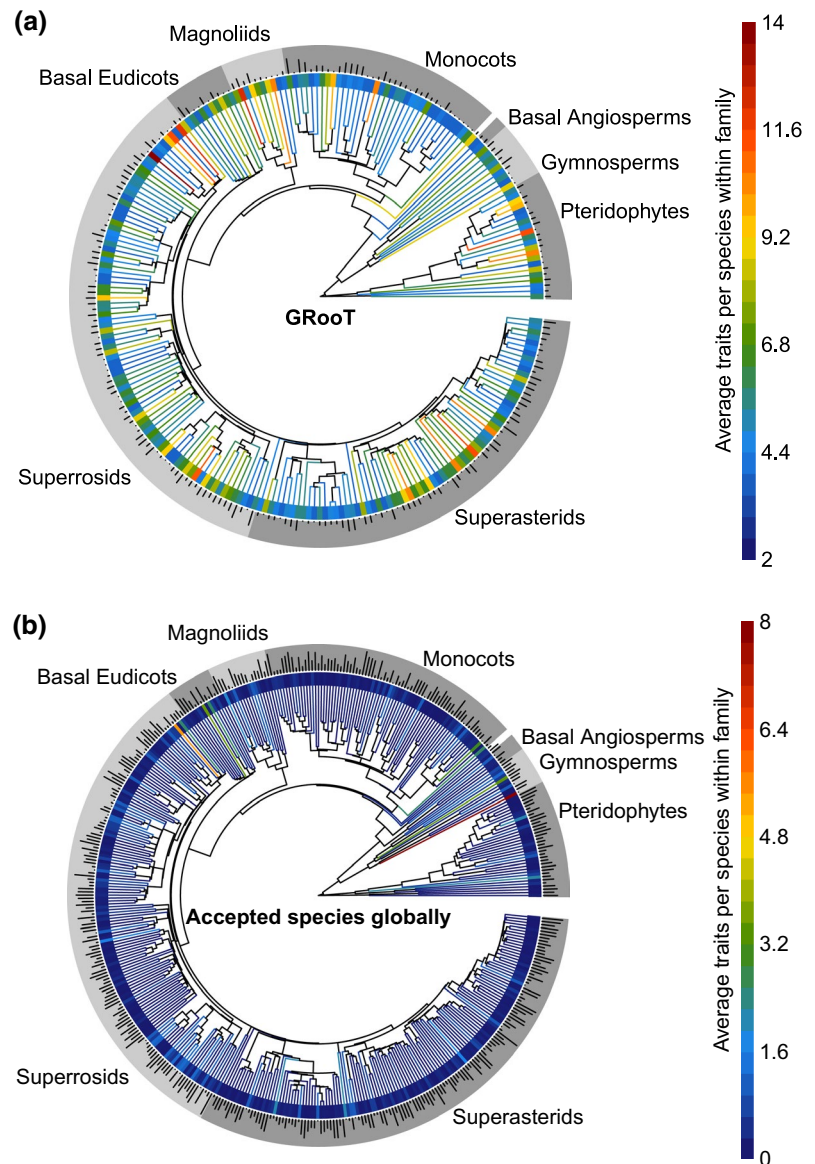 (a)
Magnoliids
Monocots
Basal Eudicots
Basal Angiosperms
Gymnosperms
Pteridophytes
GRooT
Superrosids
Superasterids
Average traits per species within family
14
11.6
9.2
6.8
4.4
2
(b)
Magnoliids
Monocots
Basal Eudicots
Basal Angiosperms
Gymnosperms
Pteridophytes
Accepted species globally
Superrosids
Superasterids
Average traits per species within family
8
6.4
4.8
3.2
1.6
0